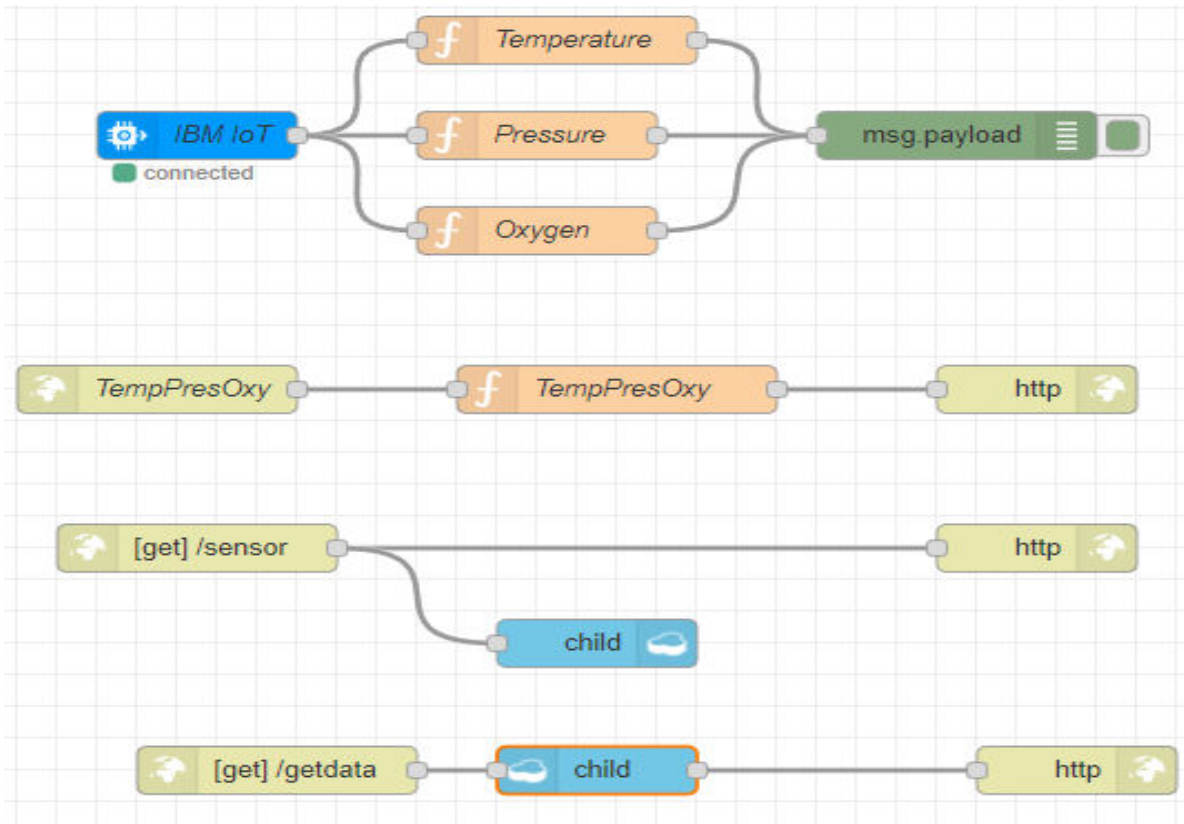 Temperature
IBM IoT
Pressure
msg.payload
connected
Oxygen
TempPresOxy
TempPresOxy
http
[get] /sensor
http
child
[get] /getdata
child
http